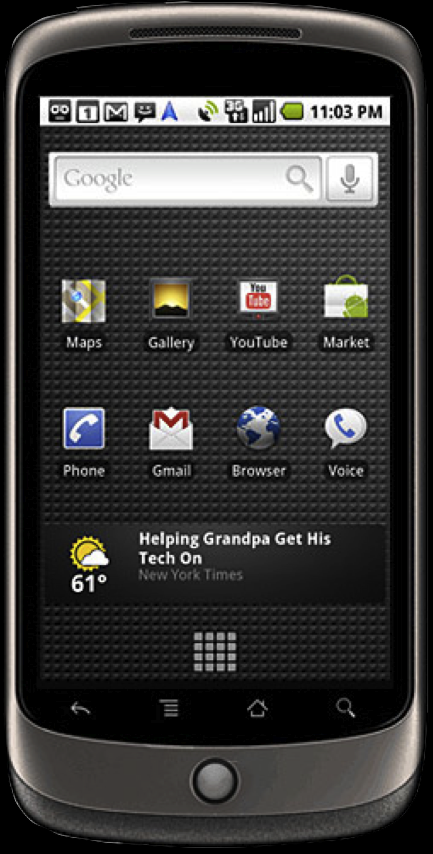 1
3G
11:03 PM
Google
You
Tube
Maps
Gallery
YouTube
Market
Phone
Gmail
Browser
Voice
Helping Grandpa Get His
Tech On
61°
New York Times